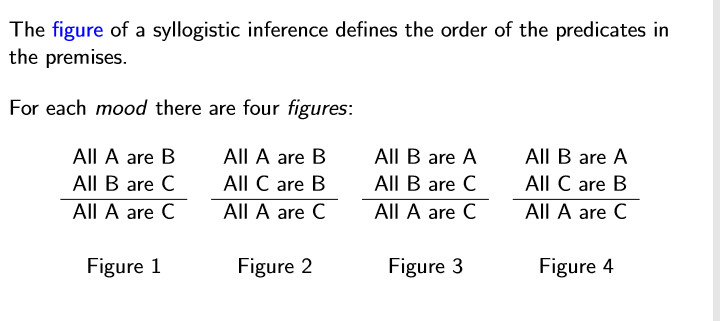 The figure of a syllogistic inference defines the order of the predicates in
the premises.
For each mood there are four figures:
All A are B All A are B All B are A All B are A
All B are C All C are B All B are C All C are B
All A are C All A are C All A are C All A are C
Figure 1 Figure 2 Figure 3 Figure 4